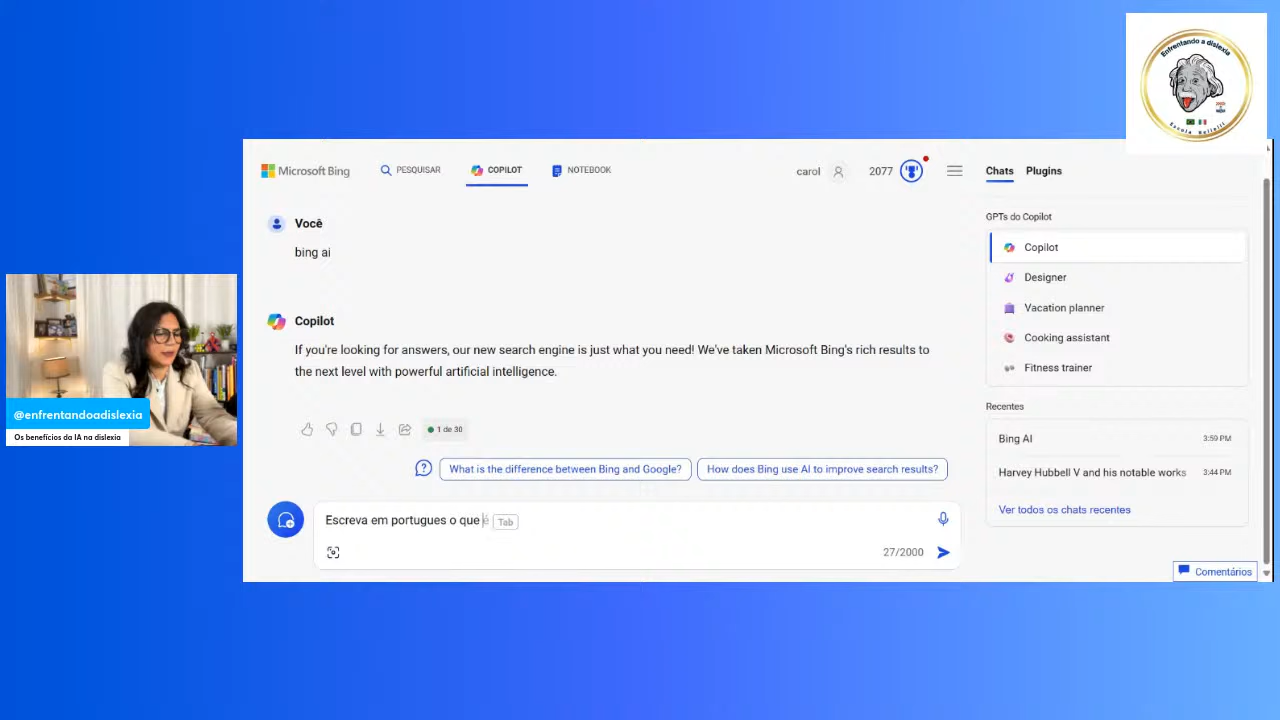 Enfrentando a dislexia
Microsoft Bing
PESQUISAR
COPILOT
NOTEBOOK
carol
2077
Chats
Plugins
GPTs do Copilot
Copilot
Designer
Vacation planner
Cooking assistant
Fitness trainer
Recentes
Bing AI
3:59 PM
Harvey Hubbell V and his notable works
3:44 PM
Ver todos os chats recentes
Comentários
Você
bing ai
Copilot
If you're looking for answers, our new search engine is just what you need! We've taken Microsoft Bing's rich results to
the next level with powerful artificial intelligence.
1 de 30
What is the difference between Bing and Google?
How does Bing use AI to improve search results?
Escreva em portugues o que é
Tab
27/2000
@enfrentandoadislexia
Os benefícios da IA na dislexia